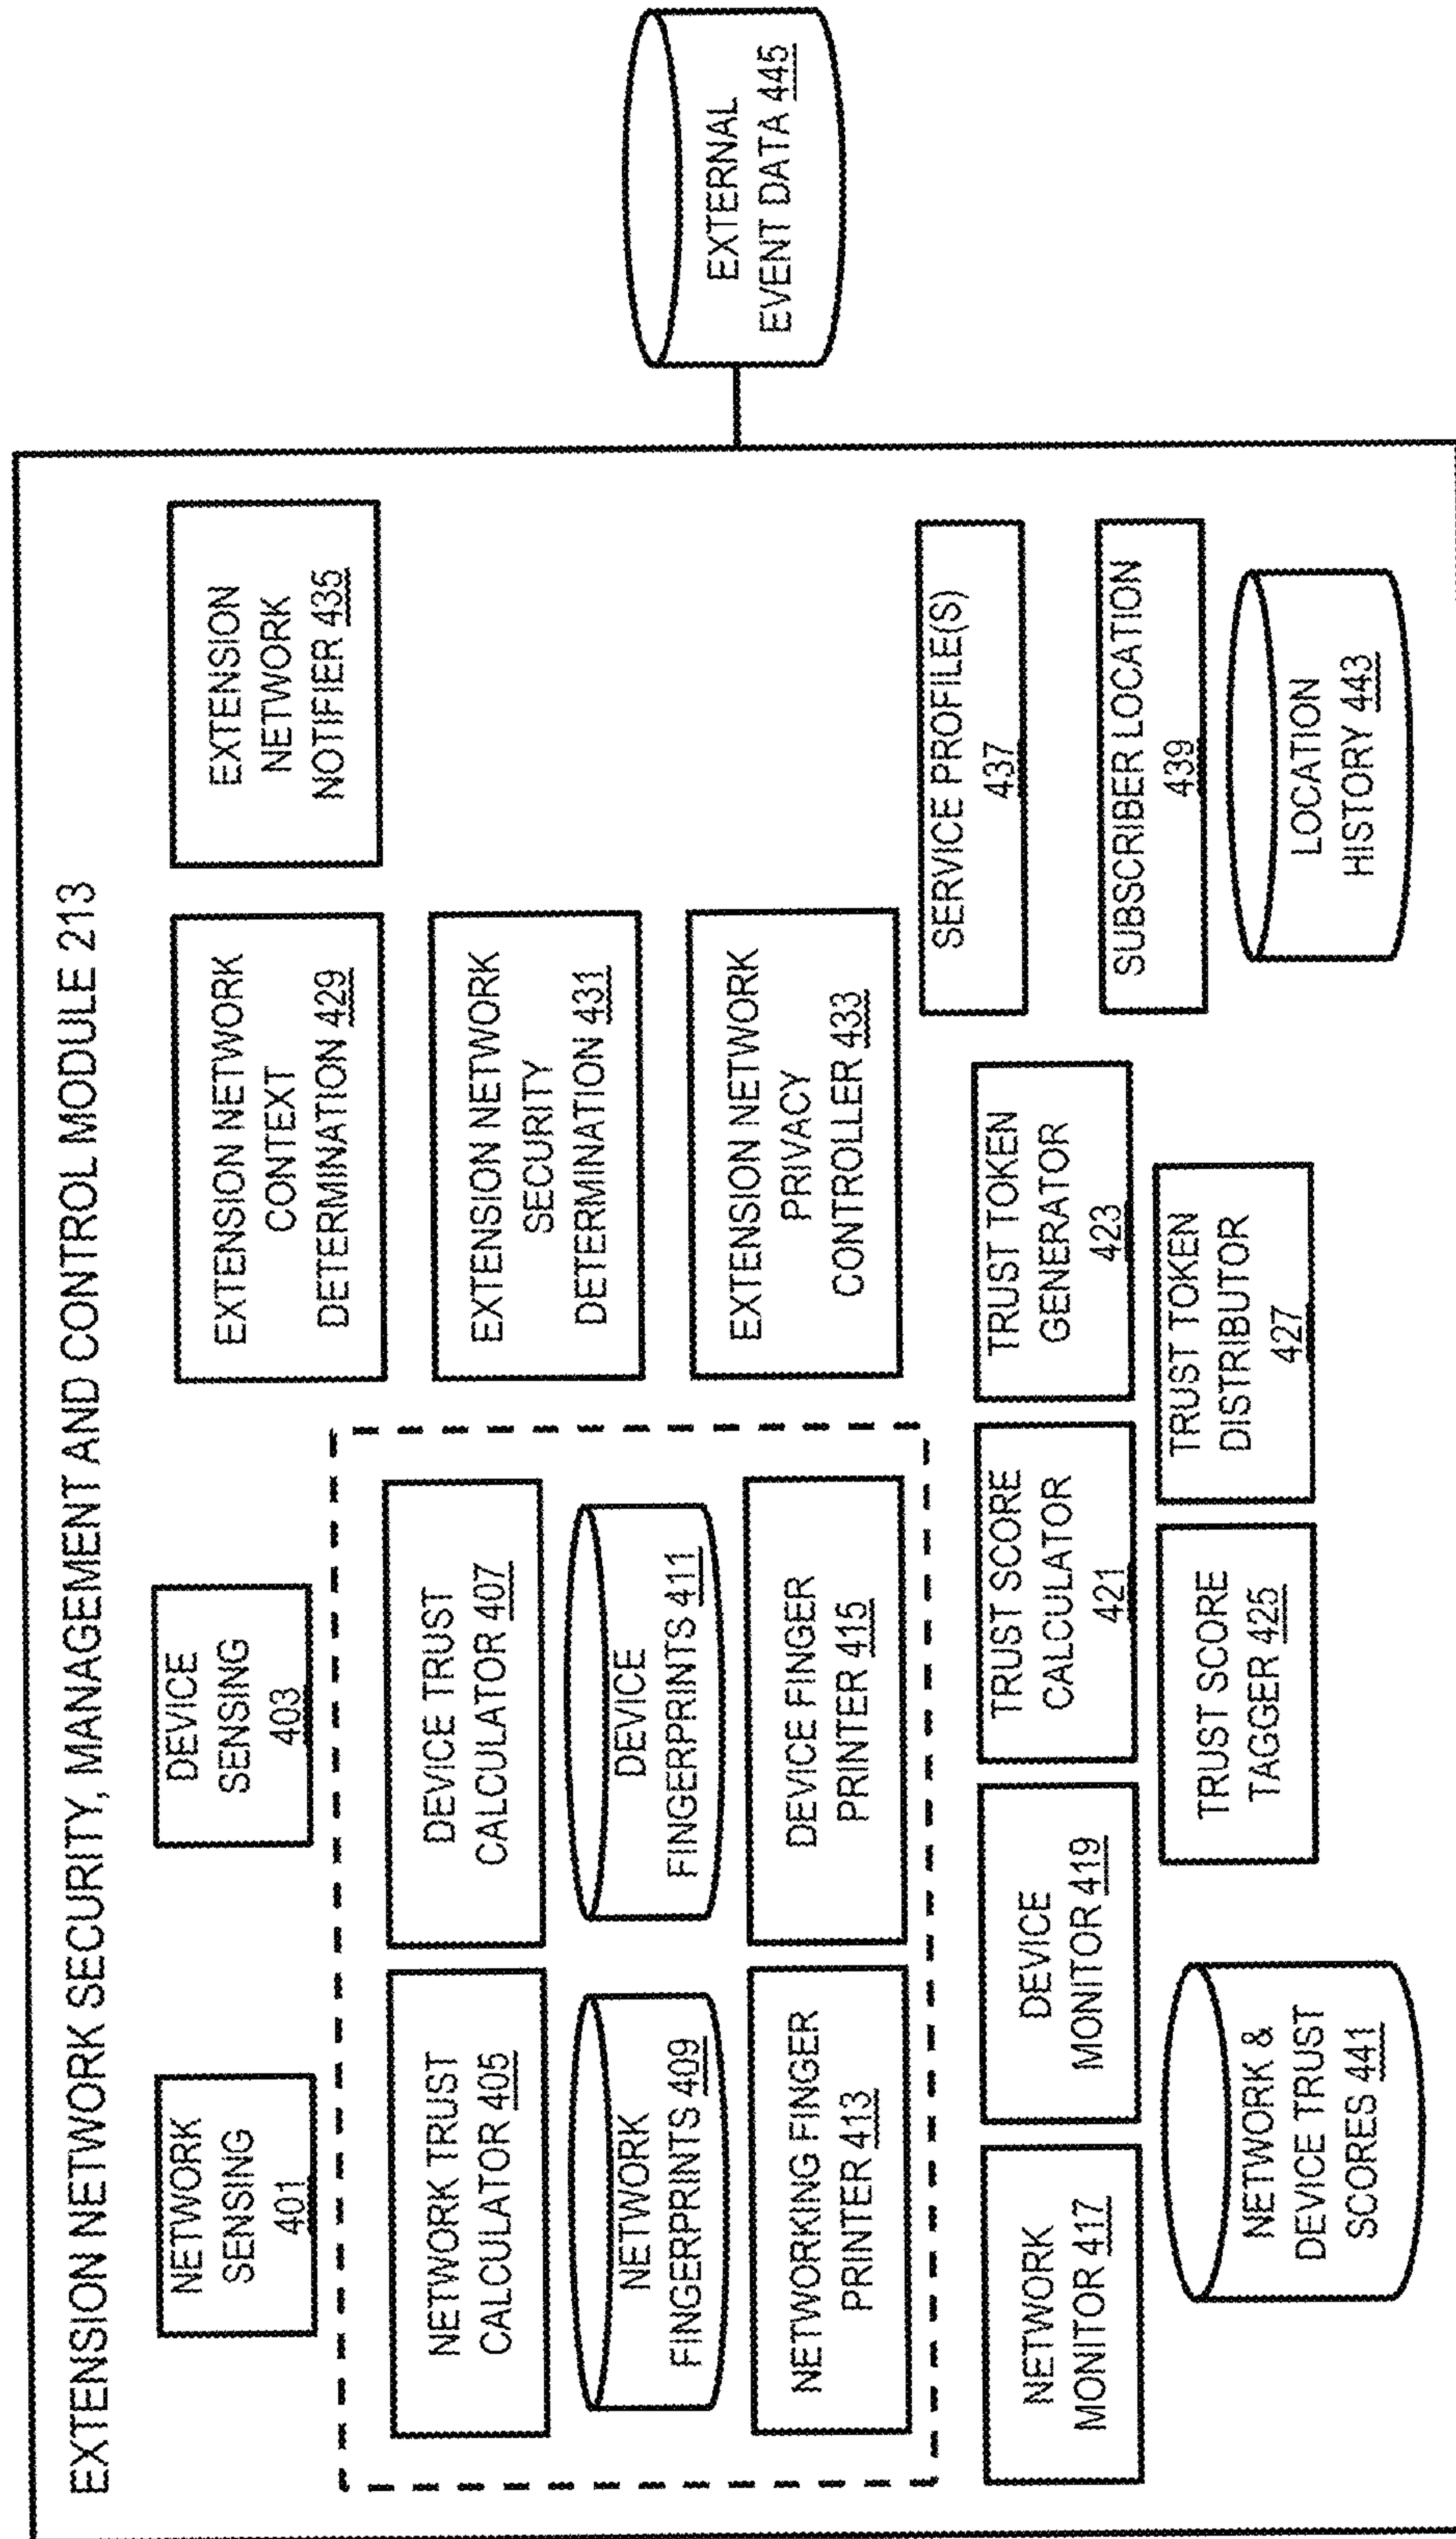 EXTENSION NETWORK SECURITY, MANAGEMENT AND CONTROL MODULE 213
NETWORK
SENSING
401
DEVICE
SENSING
403
NETWORK TRUST
CALCULATOR 405
DEVICE TRUST
CALCULATOR 407
NETWORK
FINGERPRINTS 409
DEVICE
FINGERPRINTS 411
NETWORKING FINGER
PRINTER 413
DEVICE FINGER
PRINTER 415
EXTENSION NETWORK
CONTEXT
DETERMINATION 429
EXTENSION NETWORK
SECURITY
DETERMINATION 431
EXTENSION NETWORK
PRIVACY
CONTROLLER 433
EXTENSION
NETWORK
NOTIFIER 435
NETWORK
MONITOR 417
DEVICE
MONITOR 419
TRUST SCORE
CALCULATOR
421
TRUST TOKEN
GENERATOR
423
TRUST SCORE
TAGGER 425
TRUST TOKEN
DISTRIBUTOR
427
SERVICE PROFILE(S)
437
SUBSCRIBER LOCATION
439
NETWORK &
DEVICE TRUST
SCORES 441
LOCATION
HISTORY 443
EXTERNAL
EVENT DATA 445